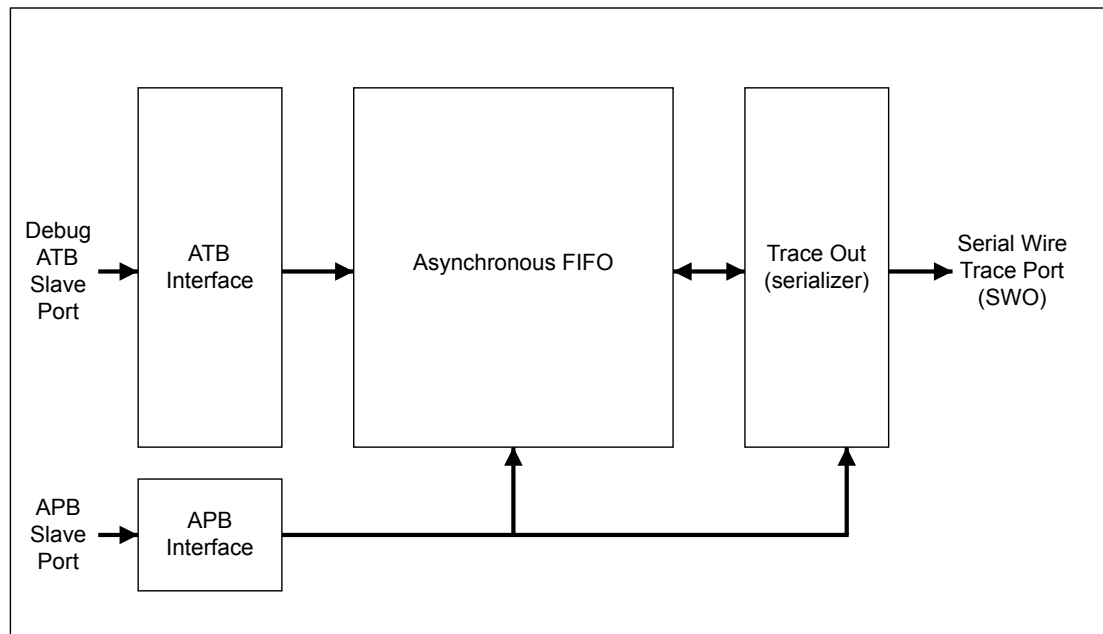 Debug
ATB
Slave
Port
ATB
Interface
Asynchronous FIFO
Trace Out
(serializer)
Serial Wire
Trace Port
(SWO)
APB
Slave
Port
APB
Interface